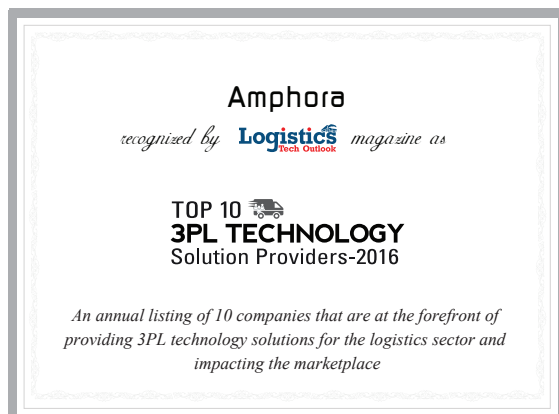 Amphora
recognized by Logistics Tech Outlook magazine as
TOP 10
3PL TECHNOLOGY
Solution Providers-2016
An annual listing of 10 companies that are at the forefront of
providing 3PL technology solutions for the logistics sector and
impacting the marketplace